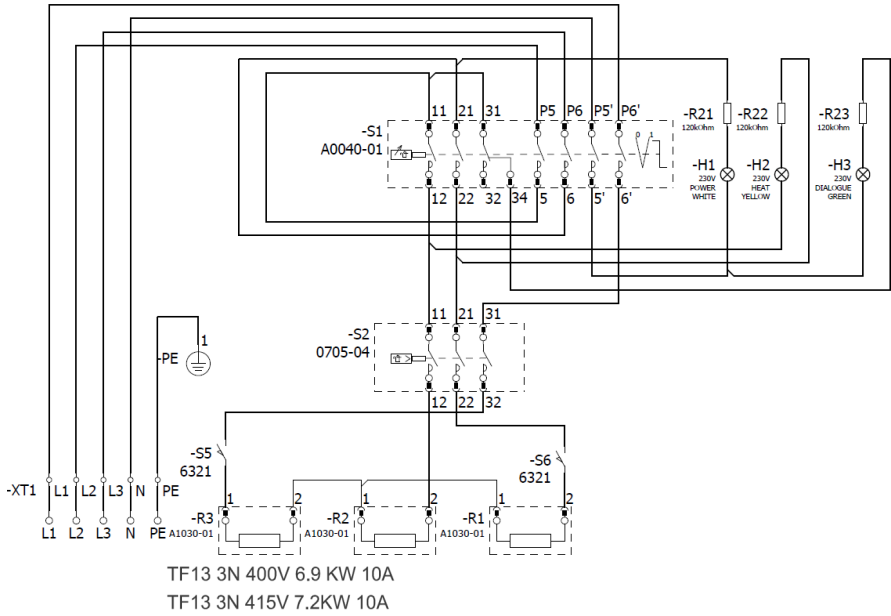 11 21 31 P5 P6 P5' P6'
-S1
A0040-01
0 1
12 22 32 34 5 6 5' 6'
-R21
120kOhm
-R22
120kOhm
-R23
120kOhm
-H1
230V
POWER
WHITE
-H2
230V
HEAT
YELLOW
-H3
230V
DIALOGUE
GREEN
11 21 31
-S2
0705-04
12 22 32
1
-PE
-S5
6321
-S6
6321
-XT1 L1 L2 L3 N PE
L1 L2 L3 N PE
1 2
-R3
A1030-01
1 2
-R2
A1030-01
1 2
-R1
A1030-01
TF13 3N 400V 6.9 KW 10A
TF13 3N 415V 7.2KW 10A